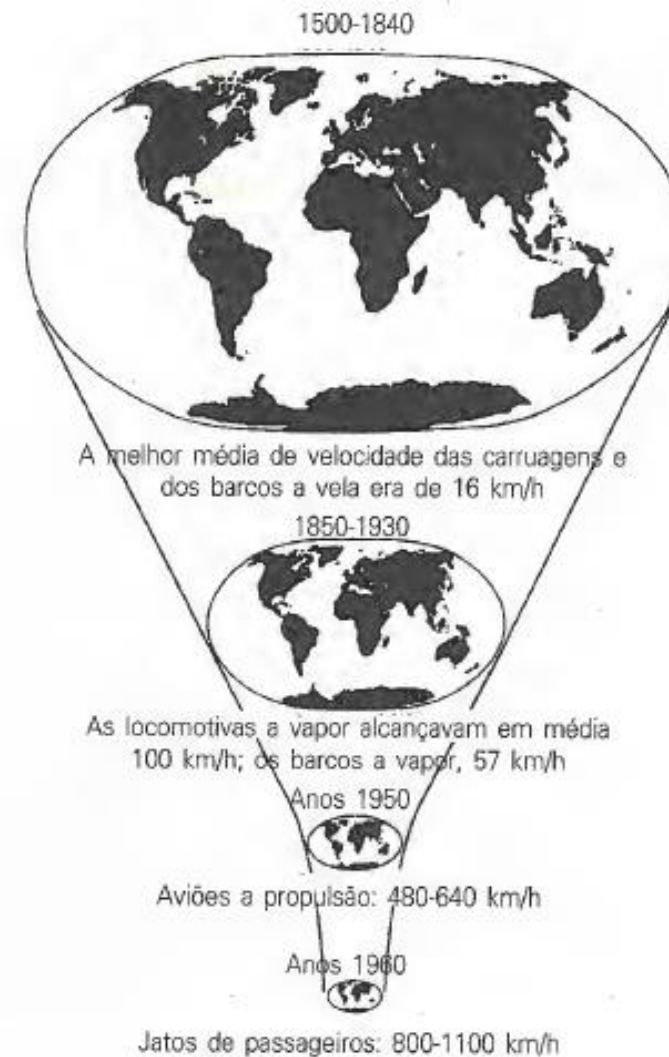 1500-1840
A melhor média de velocidade das carruagens e
dos barcos a vela era de 16 km/h
1850-1930
As locomotivas a vapor alcançavam em média
100 km/h; os barcos a vapor, 57 km/h
Anos 1950
Aviões a propulsão: 480-640 km/h
Anos 1960
Jatos de passageiros: 800-1100 km/h